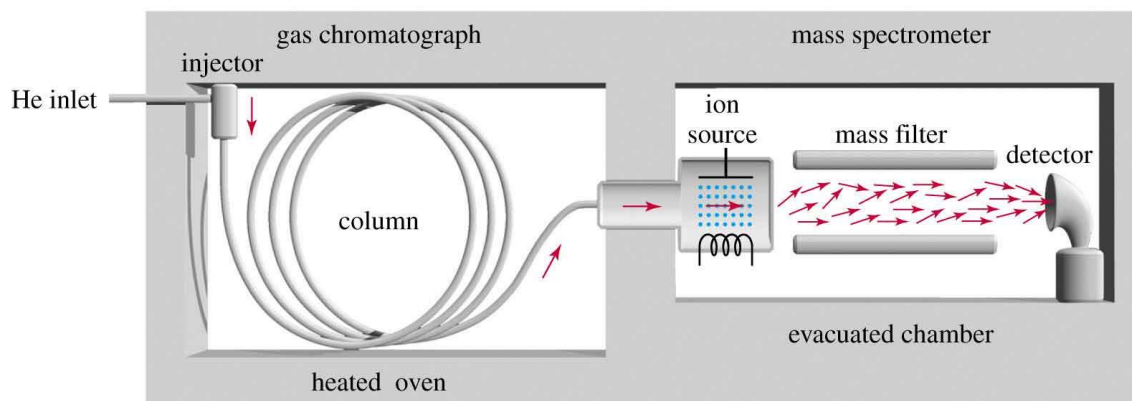 gas chromatograph
mass spectrometer
injector
He inlet
ion
source
mass filter
detector
column
evacuated chamber
heated oven